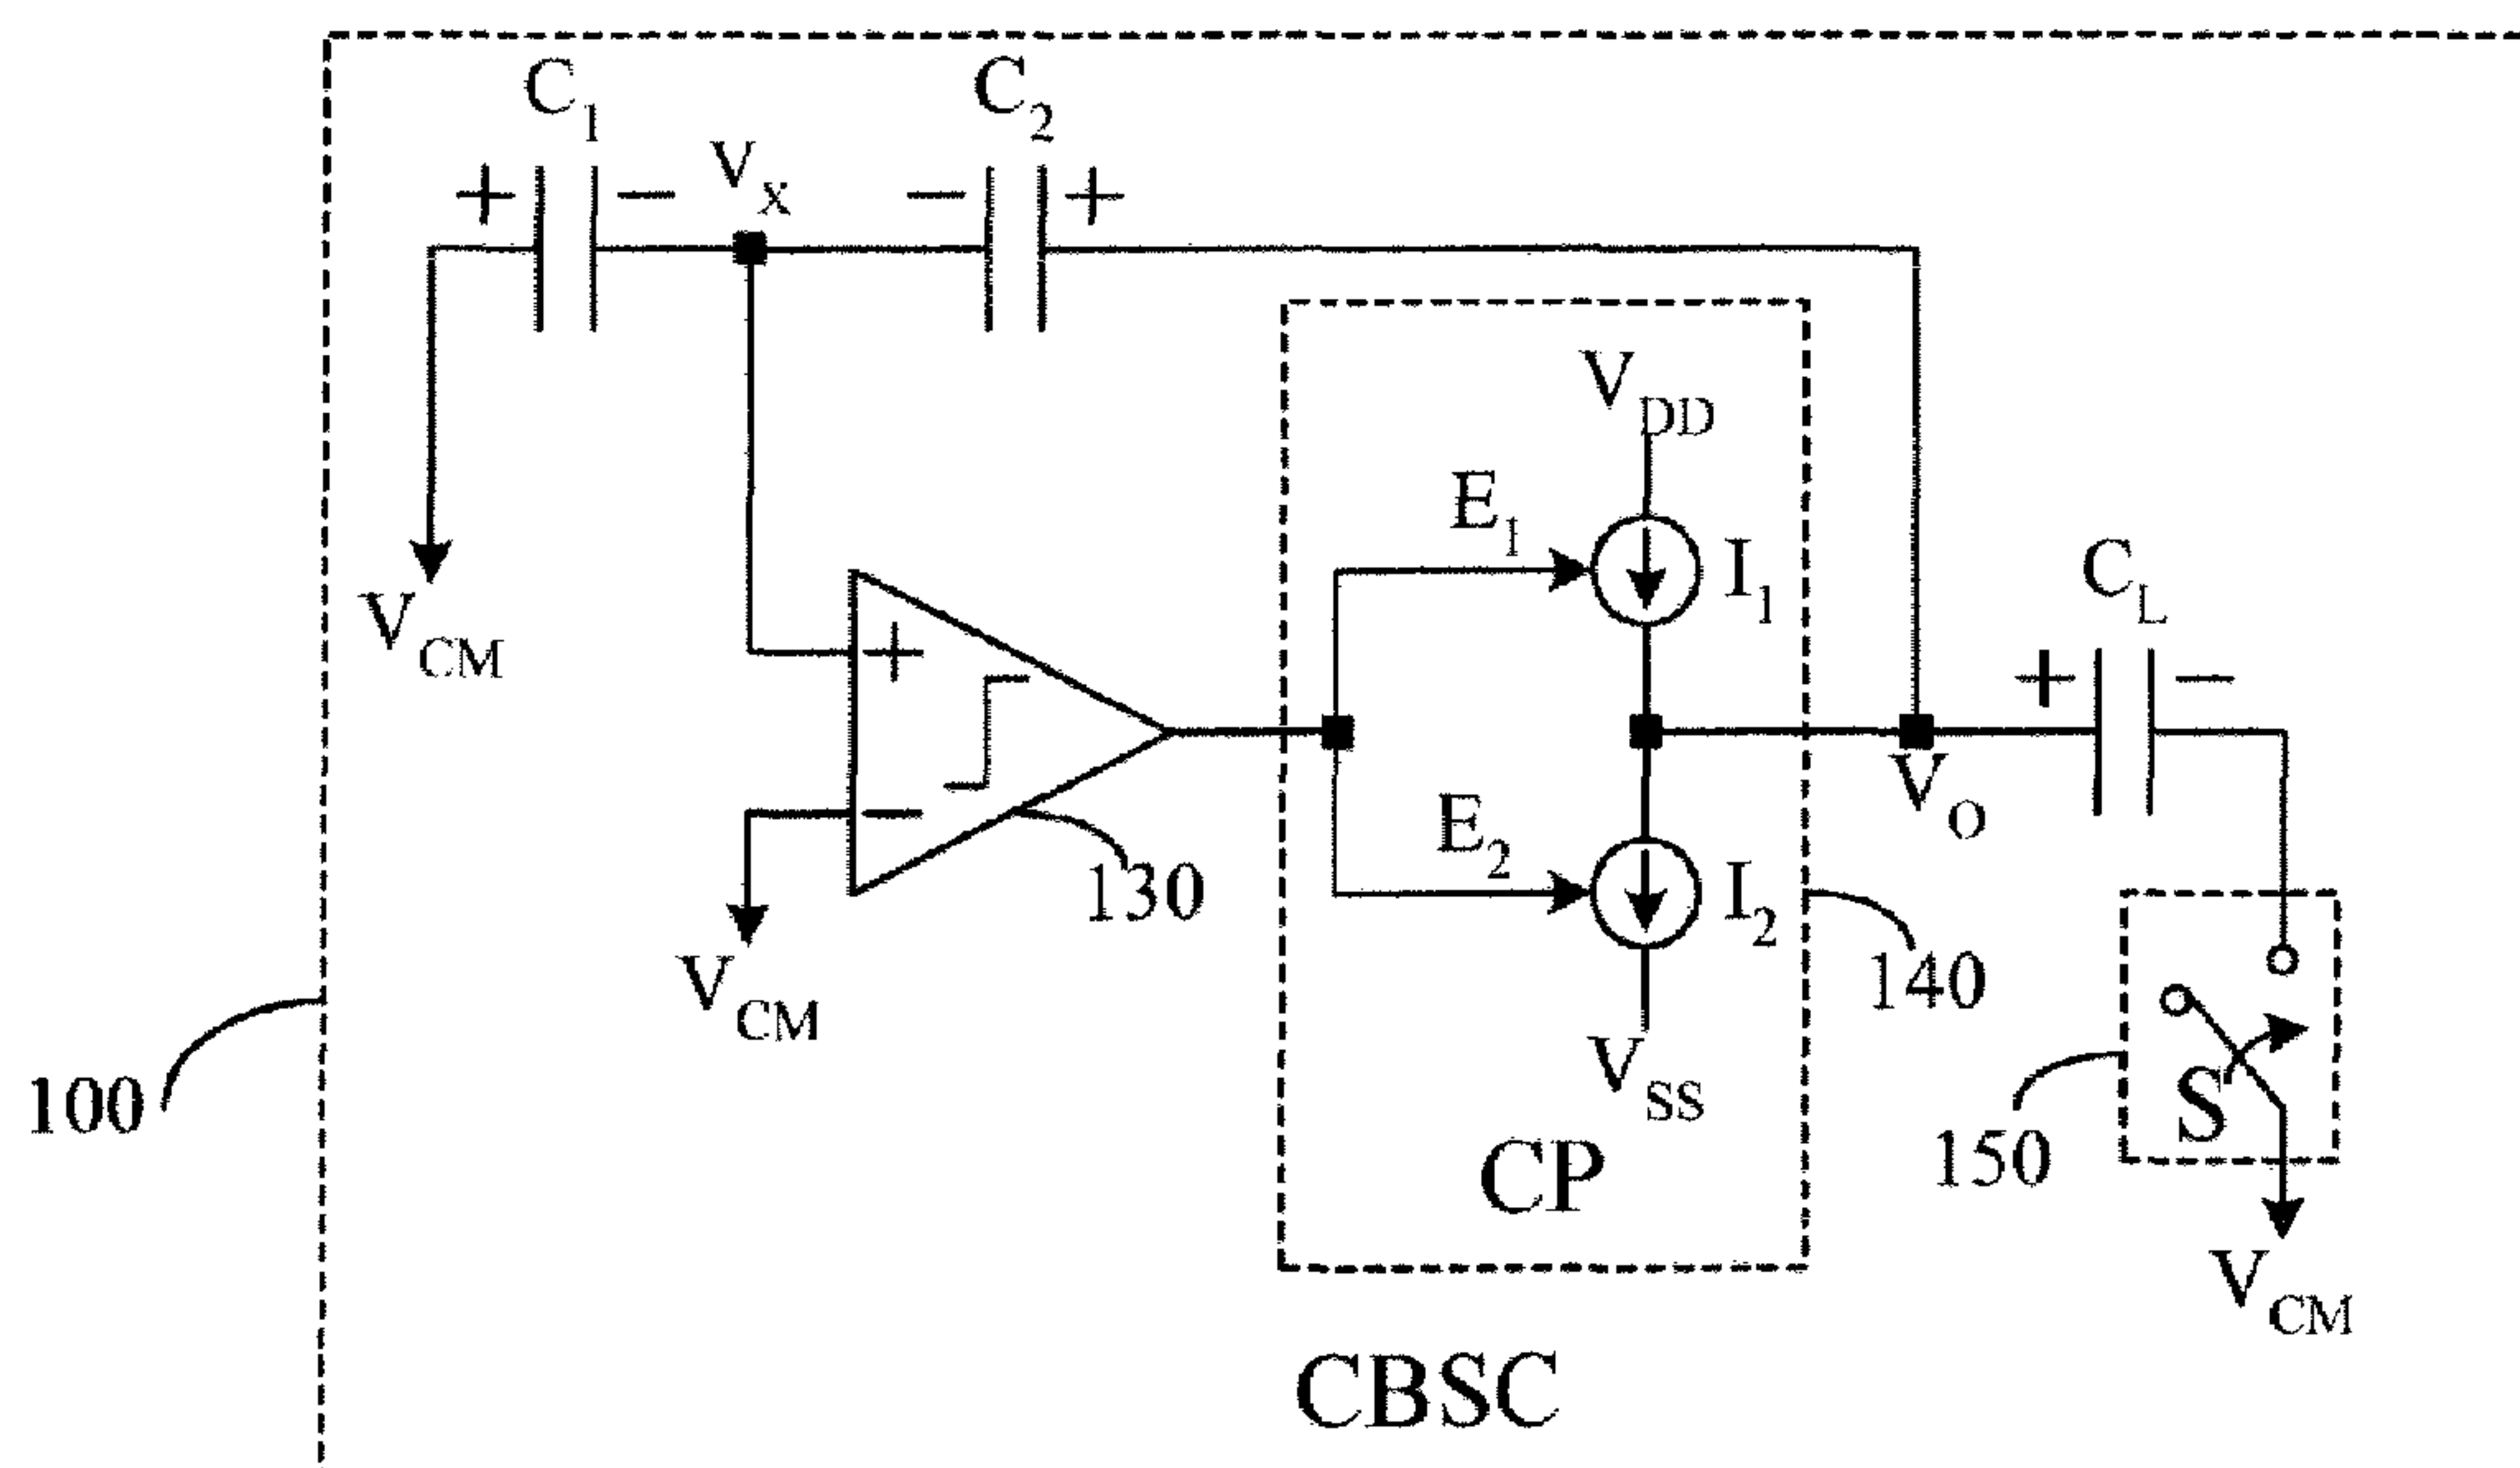 C1
C2
+
−
Vx
−
+
VDD
E1
I1
CL
VCM
+
+
−
VO
−
E2
130
I2
140
VCM
VSS
100
S
150
CP
VCM
CBSC